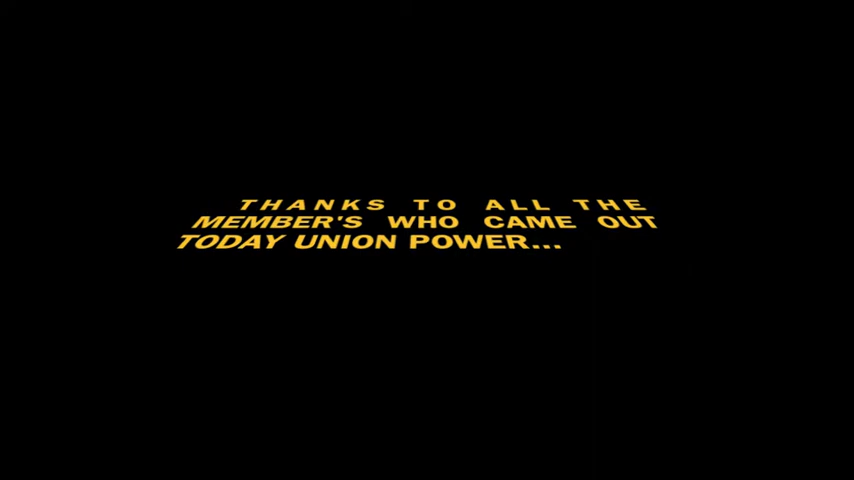 THANKS TO ALL THE
MEMBER'S WHO CAME OUT
TODAY UNION POWER...